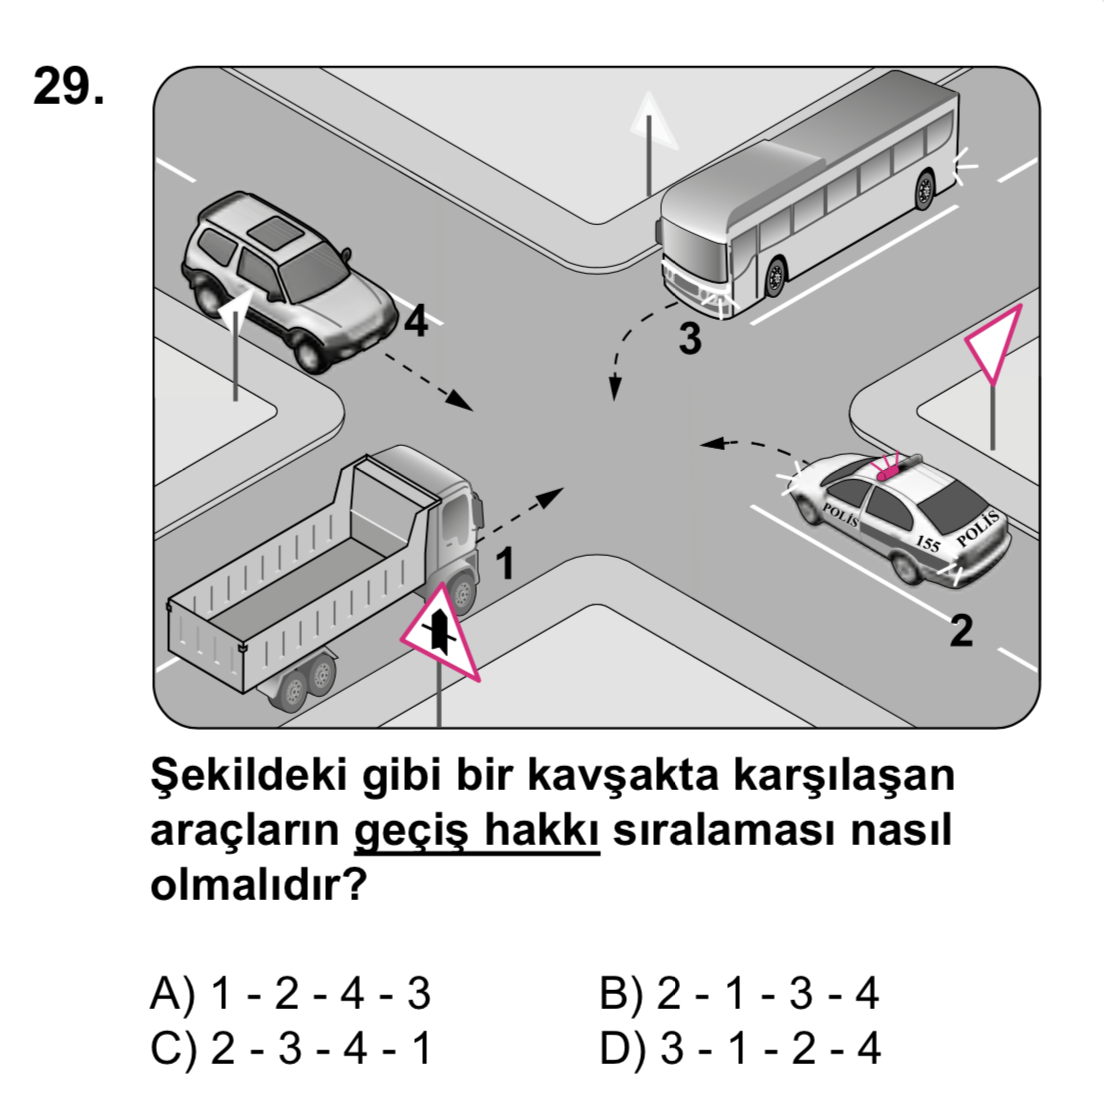 29.
4
3
1
POLİS
155 POLİS
2
Şekildeki gibi bir kavşakta karşılaşan
araçların geçiş hakkı sıralaması nasıl
olmalıdır?
A) 1 - 2 - 4 - 3
B) 2 - 1 - 3 - 4
C) 2 - 3 - 4 - 1
D) 3 - 1 - 2 - 4